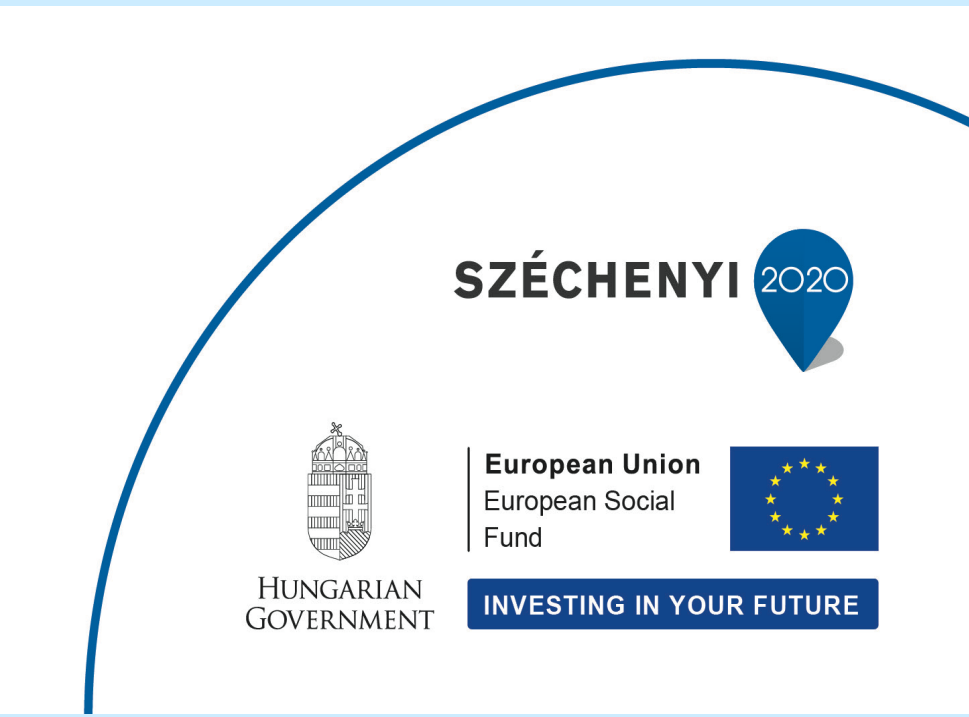 SZÉCHENYI 2020
European Union
European Social
Fund
HUNGARIAN
GOVERNMENT
INVESTING IN YOUR FUTURE